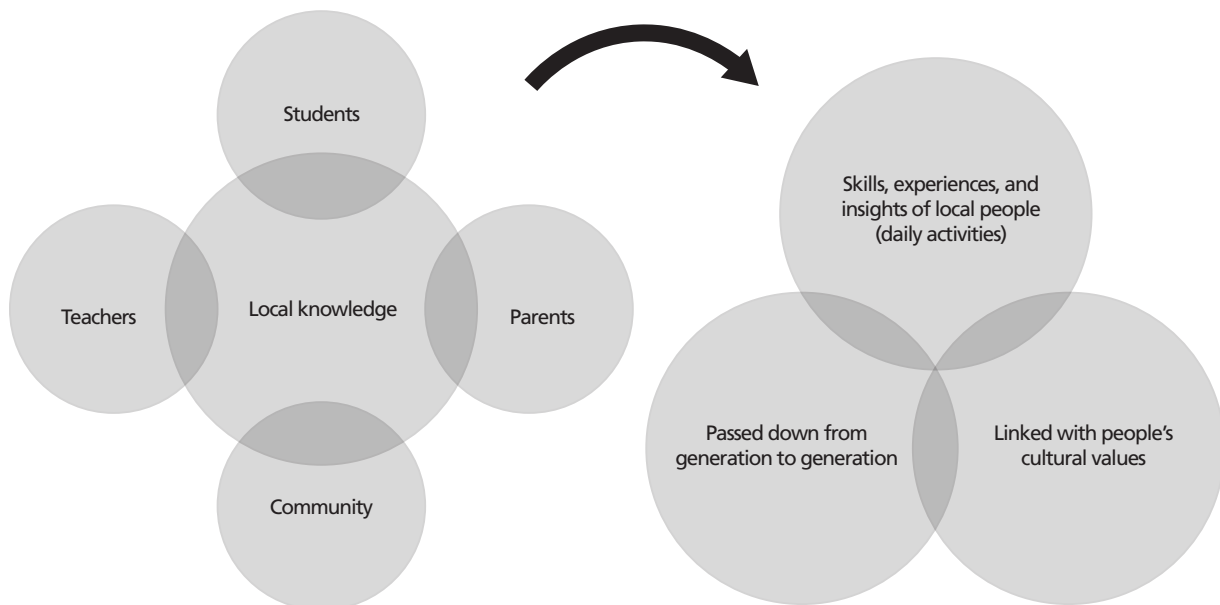 Students
Teachers
Local knowledge
Parents
Community
Skills, experiences, and
insights of local people
(daily activities)
Passed down from
generation to generation
Linked with people's
cultural values